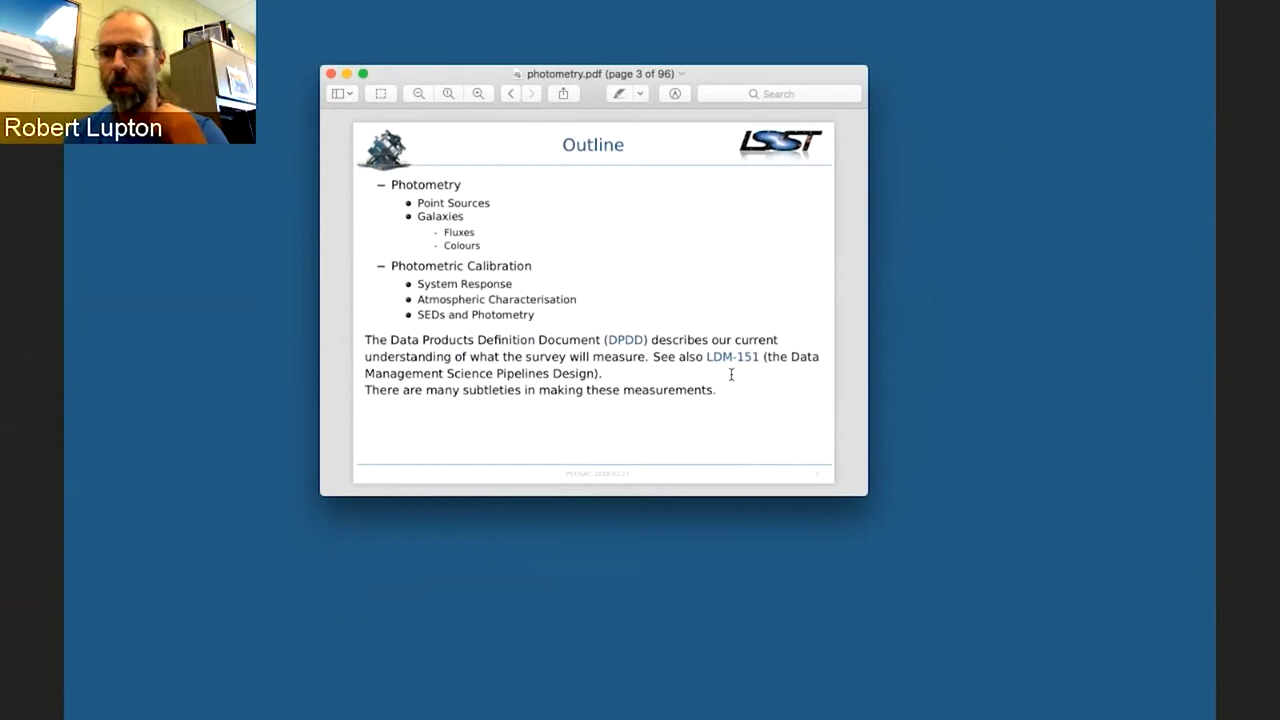 photometry.pdf (page 3 of 96)
Search
Robert Lupton
Outline
LSST
– Photometry
• Point Sources
• Galaxies
- Fluxes
- Colours
– Photometric Calibration
• System Response
• Atmospheric Characterisation
• SEDs and Photometry
The Data Products Definition Document (DPDD) describes our current
understanding of what the survey will measure. See also LDM-151 (the Data
Management Science Pipelines Design).
There are many subtleties in making these measurements.
2